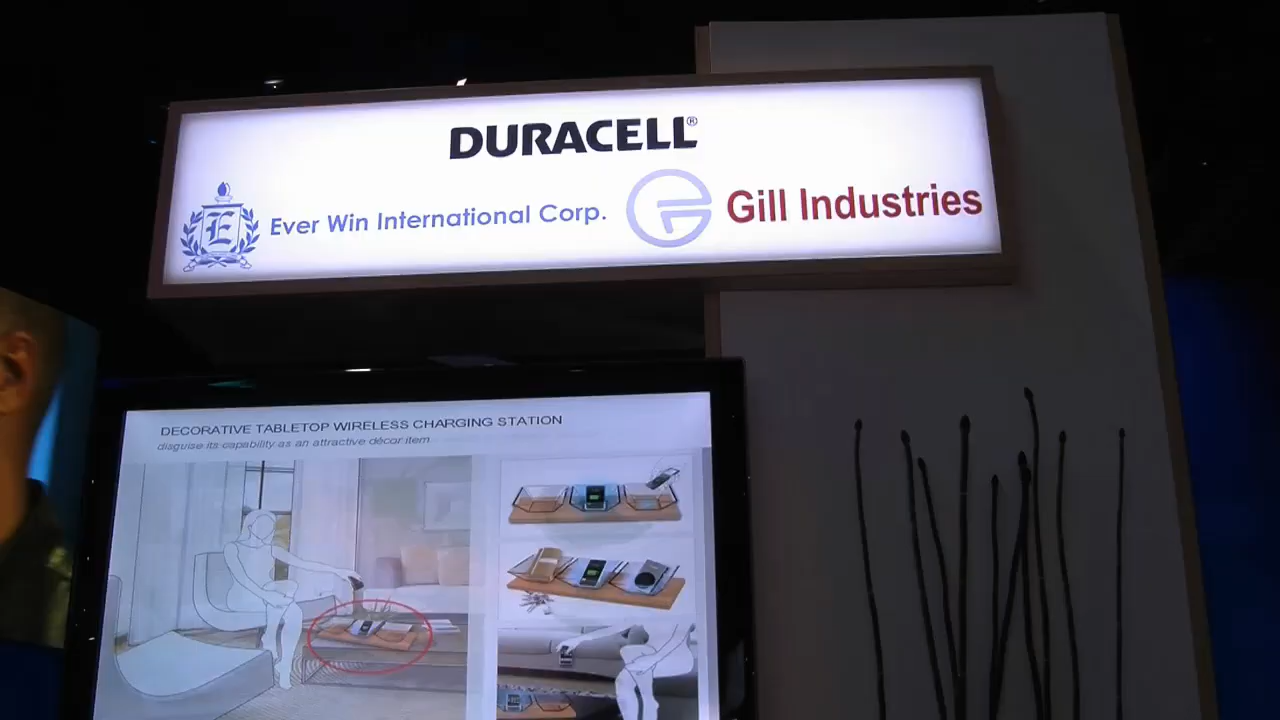 DURACELL®
E Ever Win International Corp. G Gill Industries
DECORATIVE TABLETOP WIRELESS CHARGING STATION
disguise its capability as an attractive décor item